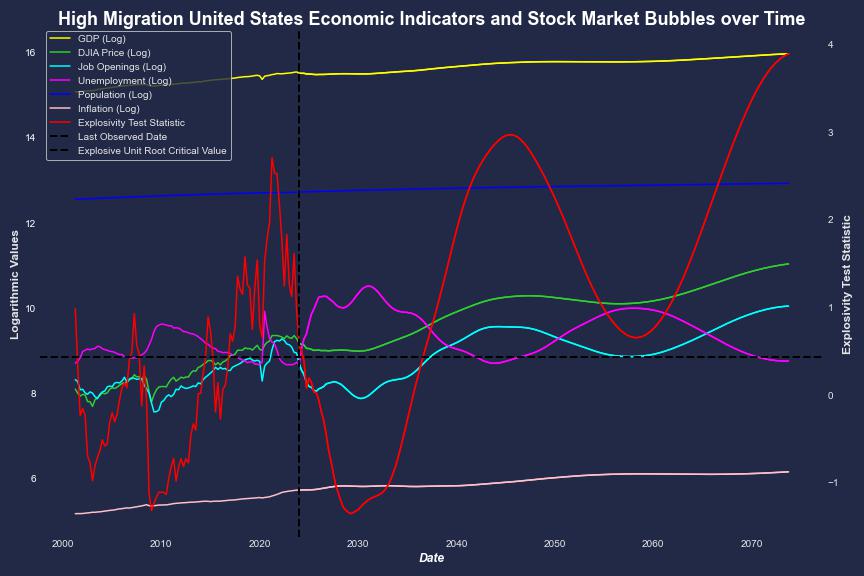 High Migration United States Economic Indicators and Stock Market Bubbles over Time
GDP (Log)
DJIA Price (Log)
Job Openings (Log)
Unemployment (Log)
Population (Log)
Inflation (Log)
Explosivity Test Statistic
Last Observed Date
Explosive Unit Root Critical Value
Logarithmic Values
16
14
12
10
8
6
4
3
2
1
0
−1
Explosivity Test Statistic
2000 2010 2020 2030 2040 2050 2060 2070
Date